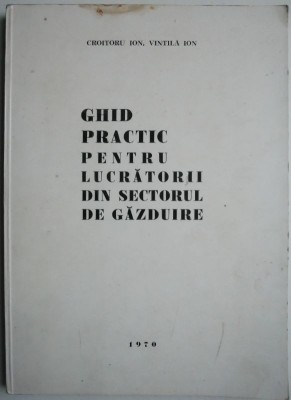 CROITORU ION, VINTILĂ ION
GHID
PRACTIC
PENTRU
LUCRĂTORII
DIN SECTORUL
DE GĂZDUIRE
1970